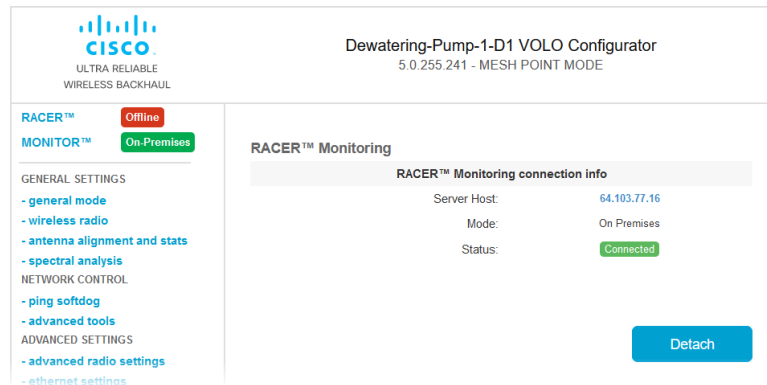 CISCO
ULTRA RELIABLE
WIRELESS BACKHAUL
Dewatering-Pump-1-D1 VOLO Configurator
5.0.255.241 - MESH POINT MODE
RACER™ Offline
MONITOR™ On-Premises
GENERAL SETTINGS
- general mode
- wireless radio
- antenna alignment and stats
- spectral analysis
NETWORK CONTROL
- ping softdog
- advanced tools
ADVANCED SETTINGS
- advanced radio settings
- ethernet settings
RACER™ Monitoring
RACER™ Monitoring connection info
Server Host: 64.103.77.16
Mode: On Premises
Status: Connected
Detach